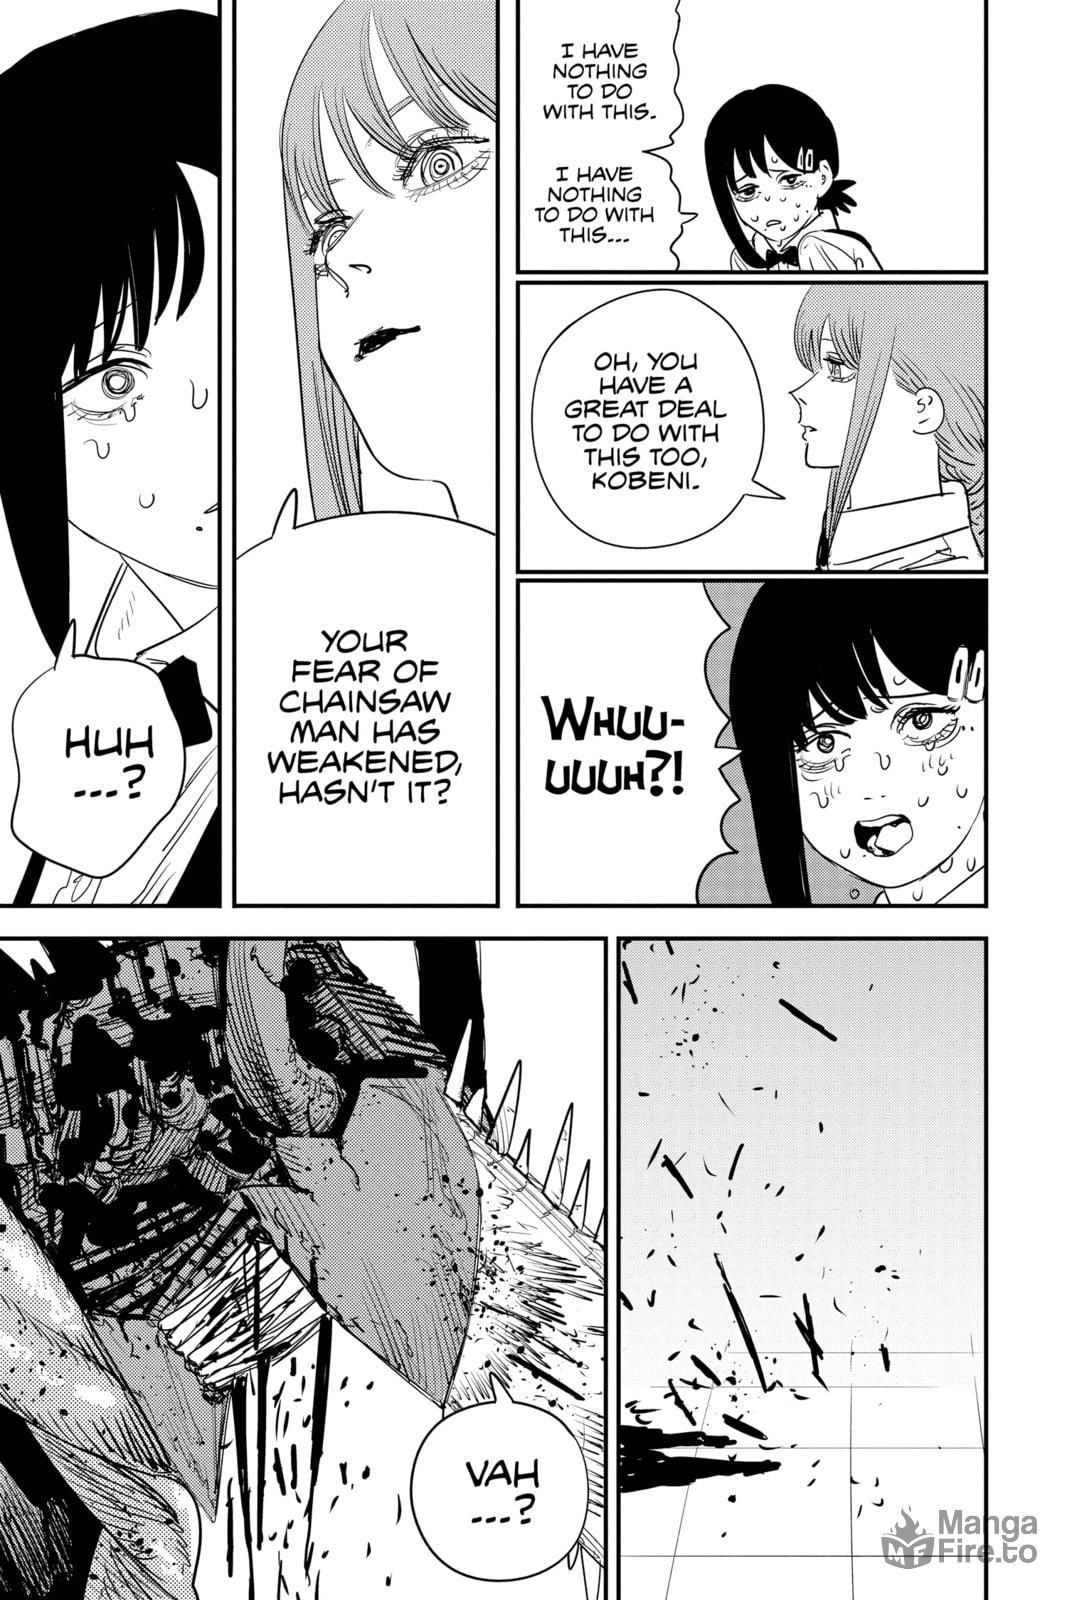 I HAVE
NOTHING
TO DO
WITH THIS.
I HAVE
NOTHING
TO DO WITH
THIS...
OH, YOU
HAVE A
GREAT DEAL
TO DO WITH
THIS TOO,
KOBENI.
WHUU-
UUUH?!
YOUR
FEAR OF
CHAINSAW
MAN HAS
WEAKENED,
HASN'T IT?
HUH
...?
VAH
...?
MF
Manga
Fire.to